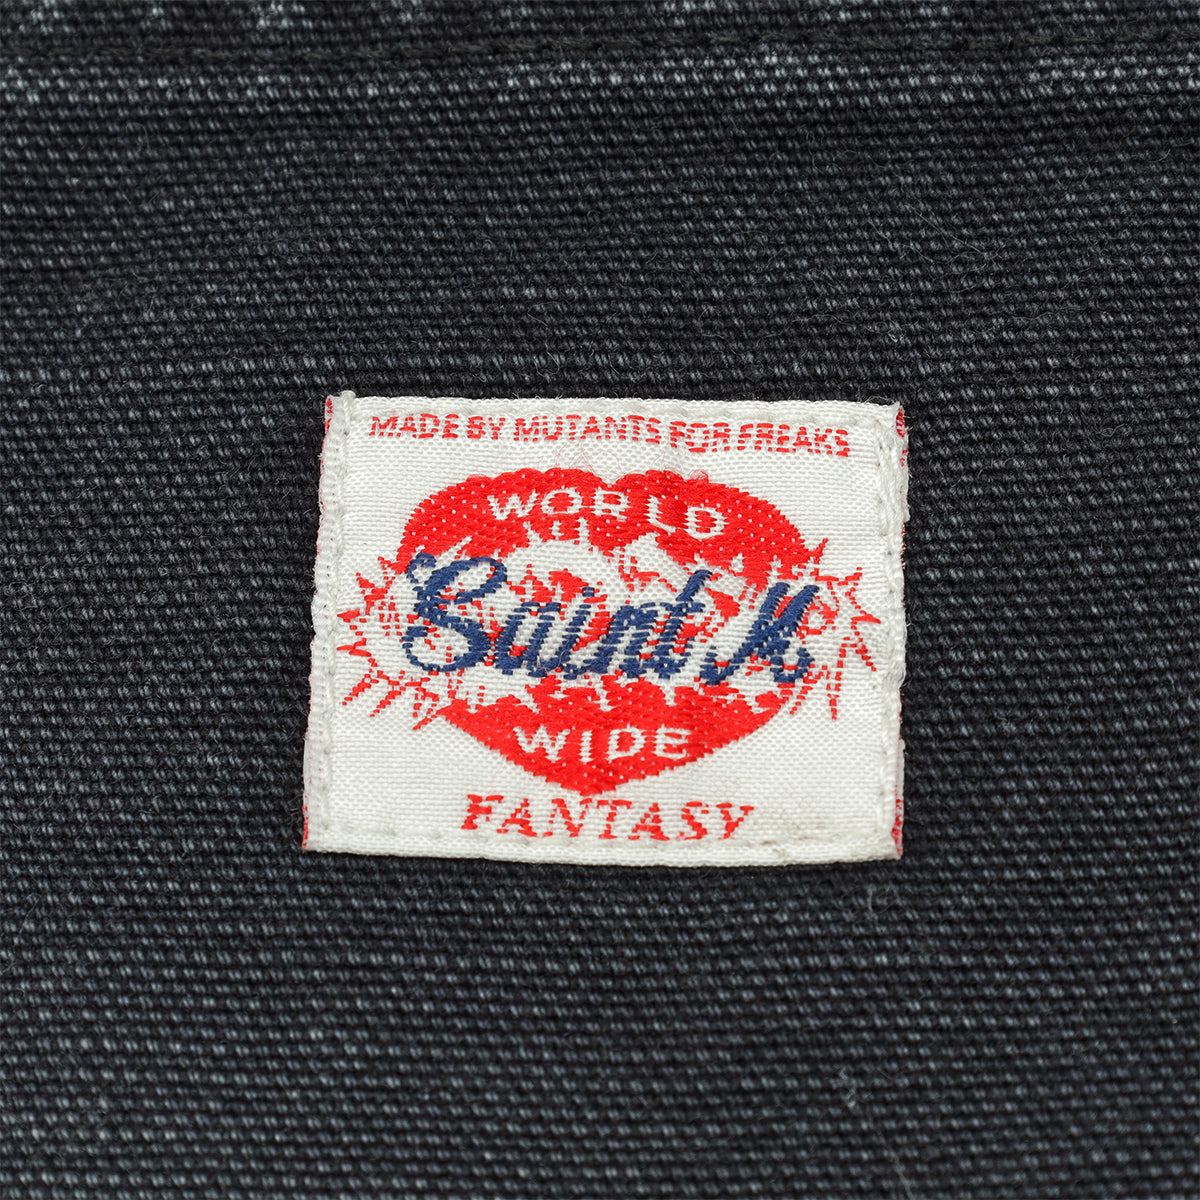 MADE BY MUTANTS FOR FREAKS
WORLD
Saint M
WIDE
FANTASY